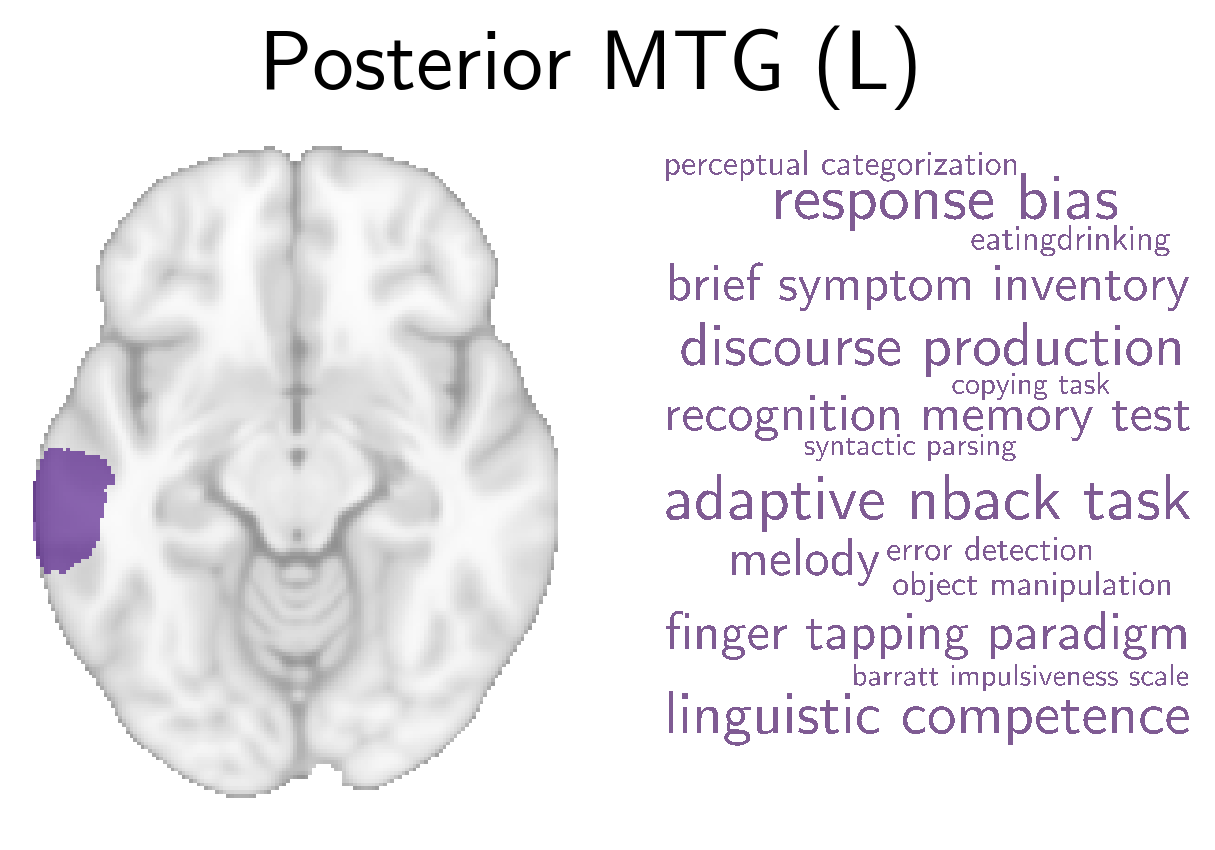 Posterior MTG (L)
perceptual categorization
response bias
eatingdrinking
brief symptom inventory
discourse production
copying task
recognition memory test
syntactic parsing
adaptive nback task
melody
error detection
object manipulation
finger tapping paradigm
barratt impulsiveness scale
linguistic competence